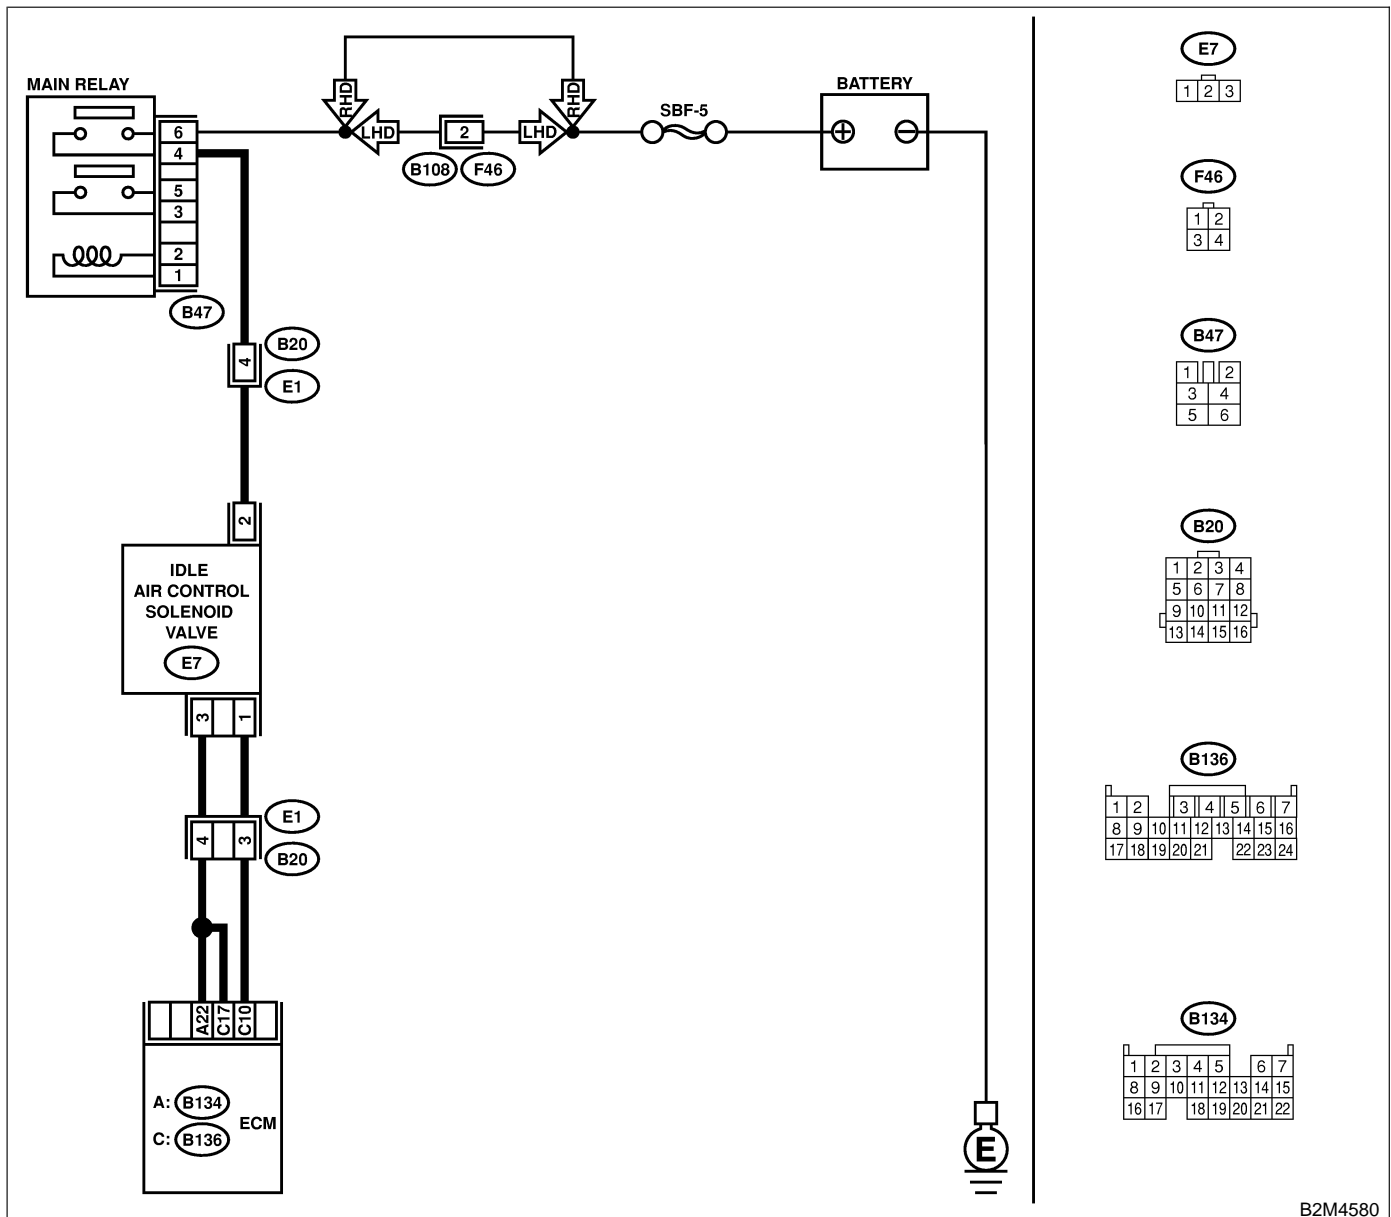 MAIN RELAY
6
4
5
3
2
1
B47
RHD
LHD
2
LHD
RHD
B108
F46
SBF-5
BATTERY
+
−
B20
4
E1
2
IDLE
AIR CONTROL
SOLENOID
VALVE
E7
3 1
E1
4 3
B20
A22 C17 C10
A: B134
ECM
C: B136
E
E7
1 2 3
F46
1 2
3 4
B47
1 2
3 4
5 6
B20
1 2 3 4
5 6 7 8
9 10 11 12
13 14 15 16
B136
1 2 3 4 5 6 7
8 9 10 11 12 13 14 15 16
17 18 19 20 21 22 23 24
B134
1 2 3 4 5 6 7
8 9 10 11 12 13 14 15
16 17 18 19 20 21 22
B2M4580